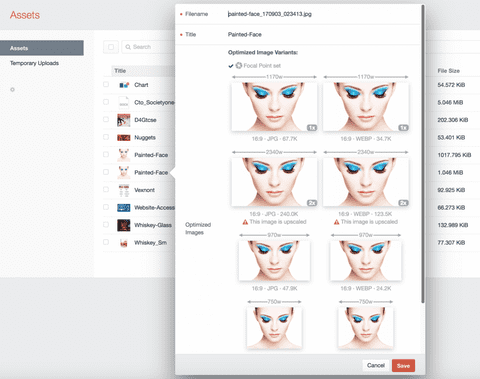 Assets
Filename
painted-face_170903_023413.jpg
Title
Painted-Face
Assets
Temporary Uploads
Search
Title
File Size
Chart
54.572 KiB
Cto_Societyone-
5.046 MiB
D4Gtcse
202.306 KiB
Nuggets
53.401 KiB
Painted-Face
1017.795 KiB
Painted-Face
1.046 MiB
Vexnont
92.925 KiB
Website-Access
66.273 KiB
Whiskey-Glass
132.989 KiB
Whiskey_Sm
77.307 KiB
Optimized Images
Optimized Image Variants:
Focal Point set
1170w
1170w
1x
1x
16:9 · JPG · 87.7K
16:9 · WEBP · 34.7K
2340w
2340w
2x
2x
16:9 · JPG · 240.0K
16:9 · WEBP · 123.5K
This image is upscaled
This image is upscaled
970w
970w
16:9 · JPG · 47.9K
16:9 · WEBP · 24.2K
750w
750w
Cancel
Save